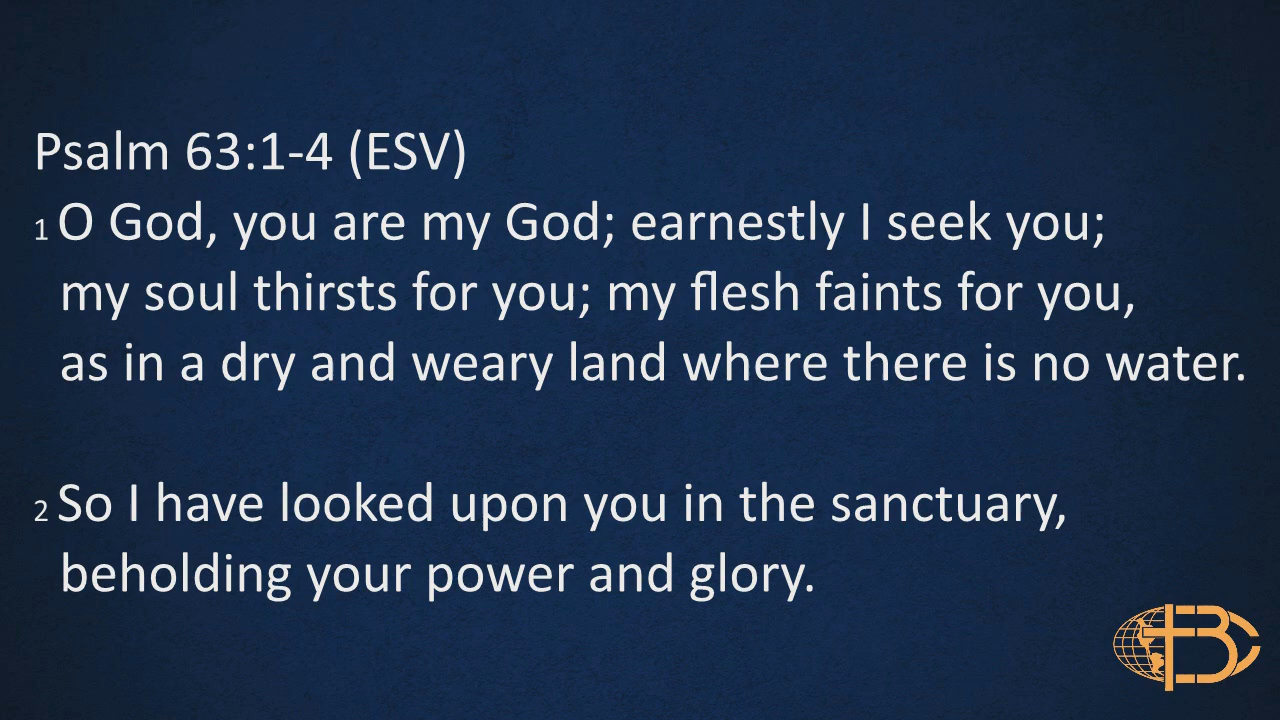 Psalm 63:1-4 (ESV)
1 O God, you are my God; earnestly I seek you;
my soul thirsts for you; my flesh faints for you,
as in a dry and weary land where there is no water.
2 So I have looked upon you in the sanctuary,
beholding your power and glory.
FBC